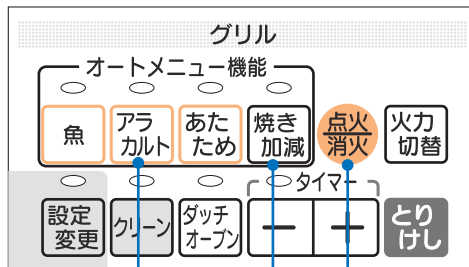 グリル
オートメニュー機能
魚
アラ
カルト
あた
ため
焼き
加減
点火
消火
火力
切替
タイマー
設定
変更
クリーン
ダッチ
オーブン
－
＋
とり
けし